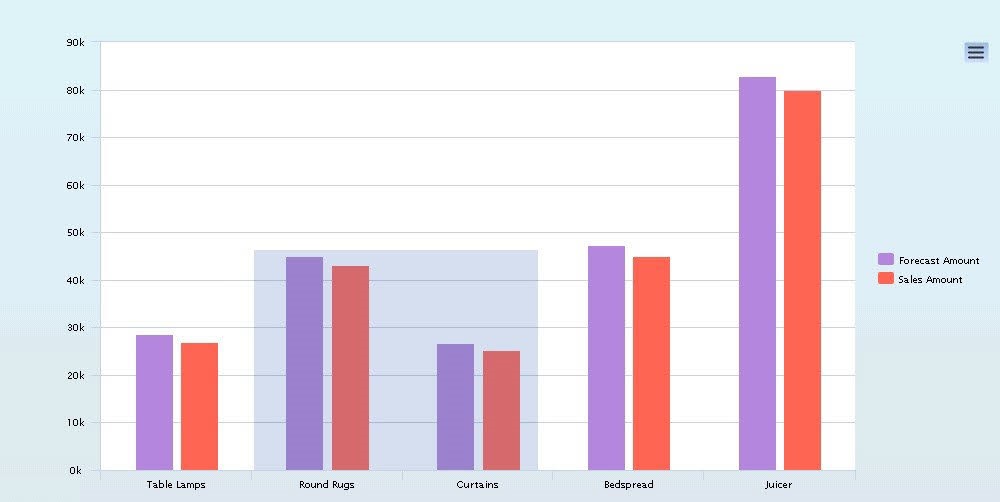 90k
80k
70k
60k
50k
40k
30k
20k
10k
0k
Table Lamps
Round Rugs
Curtains
Bedspread
Juicer
Forecast Amount
Sales Amount